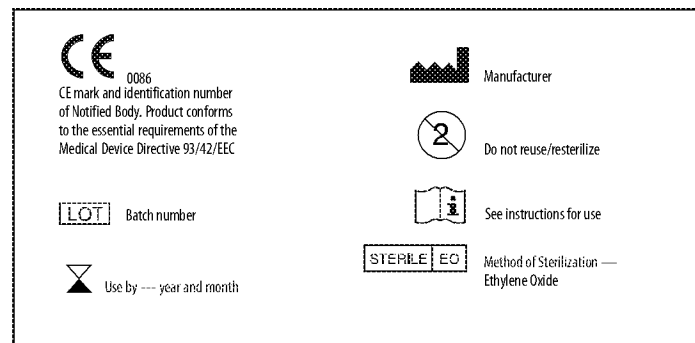 CE 0086
CE mark and identification number
of Notified Body. Product conforms
to the essential requirements of the
Medical Device Directive 93/42/EEC
LOT Batch number
Use by --- year and month
Manufacturer
2 Do not reuse/resterilize
See instructions for use
STERILE EO Method of Sterilization —
Ethylene Oxide